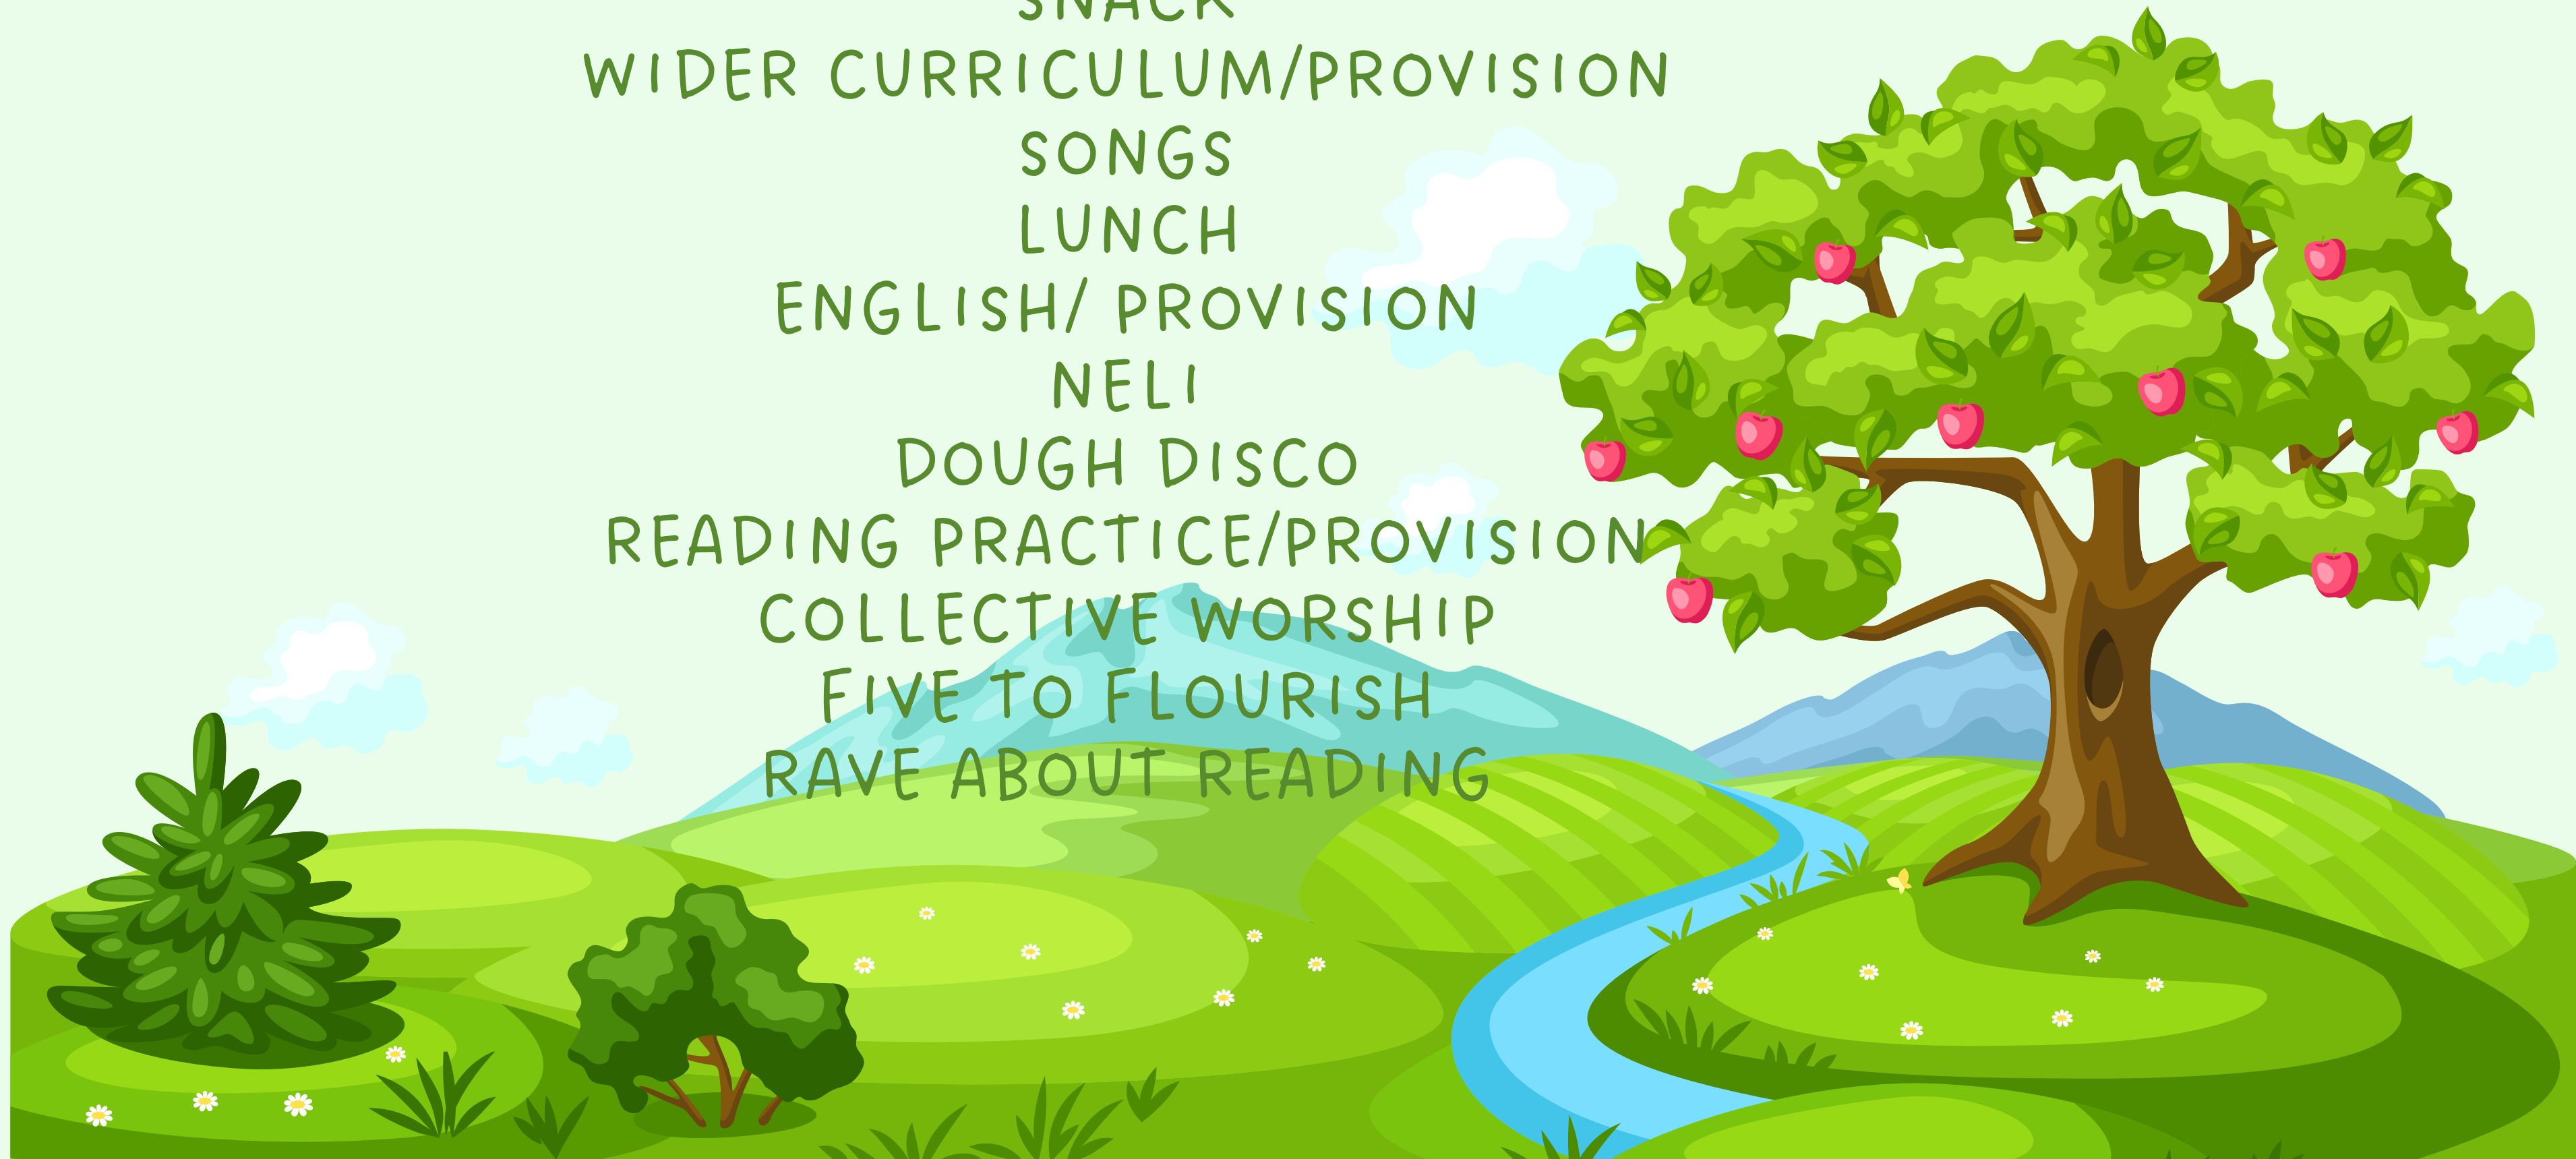 SNACK
WIDER CURRICULUM/PROVISION
SONGS
LUNCH
ENGLISH/ PROVISION
NELI
DOUGH DISCO
READING PRACTICE/PROVISION
COLLECTIVE WORSHIP
FIVE TO FLOURISH
RAVE ABOUT READING